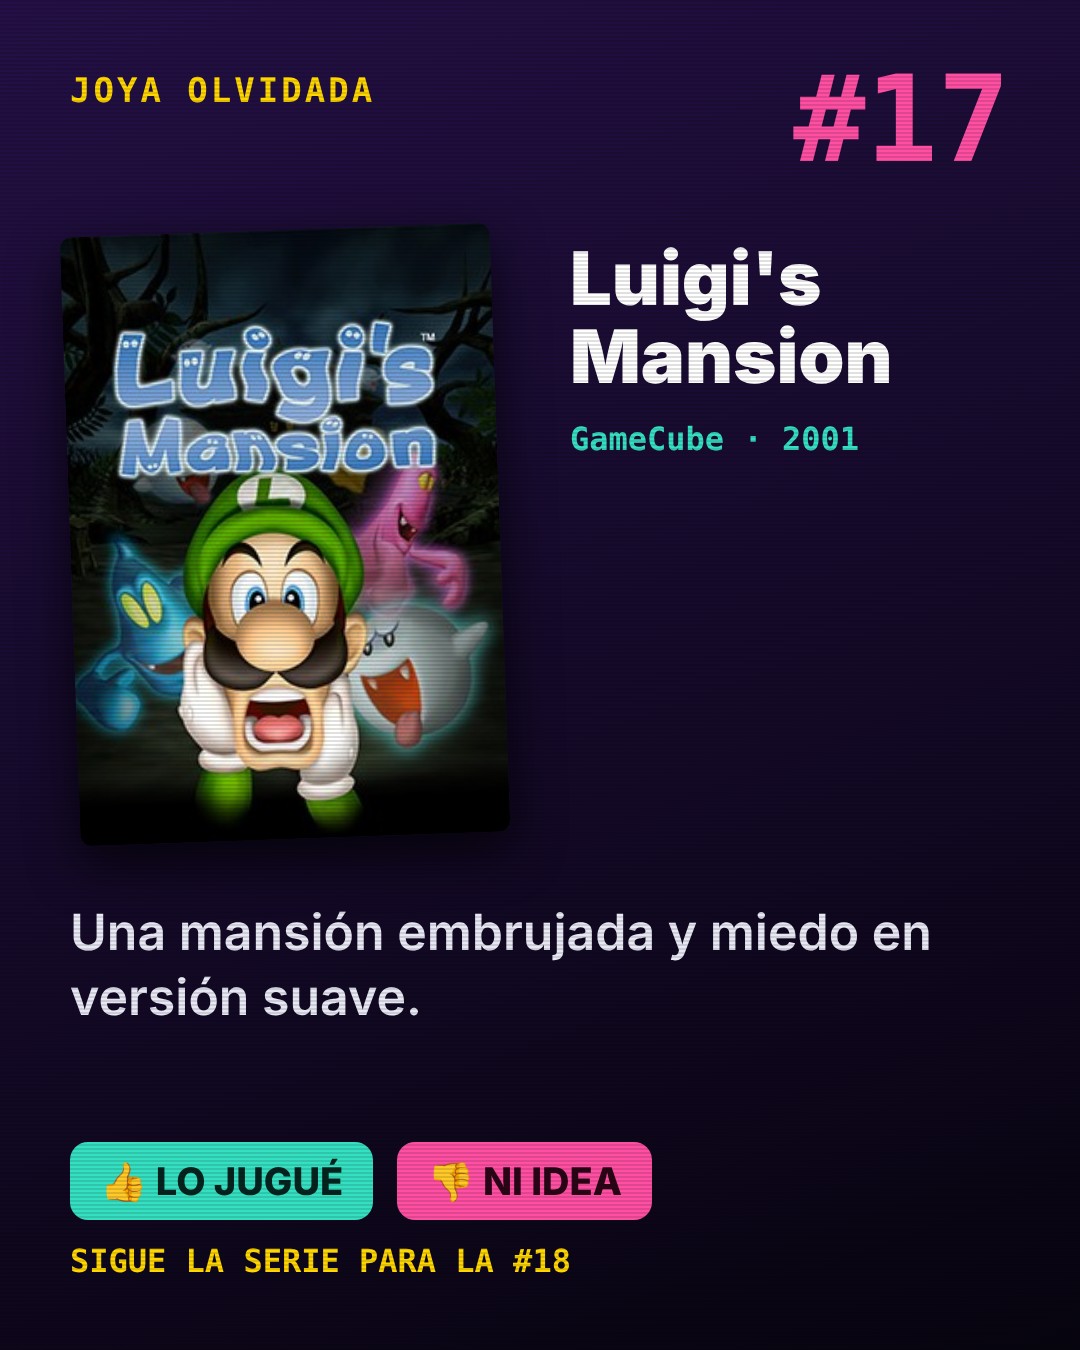 JOYA OLVIDADA
#17
Luigi's
Mansion
GameCube · 2001
Luigi's™
Mansion
L
Una mansión embrujada y miedo en
versión suave.
👍 LO JUGUÉ
👎 NI IDEA
SIGUE LA SERIE PARA LA #18